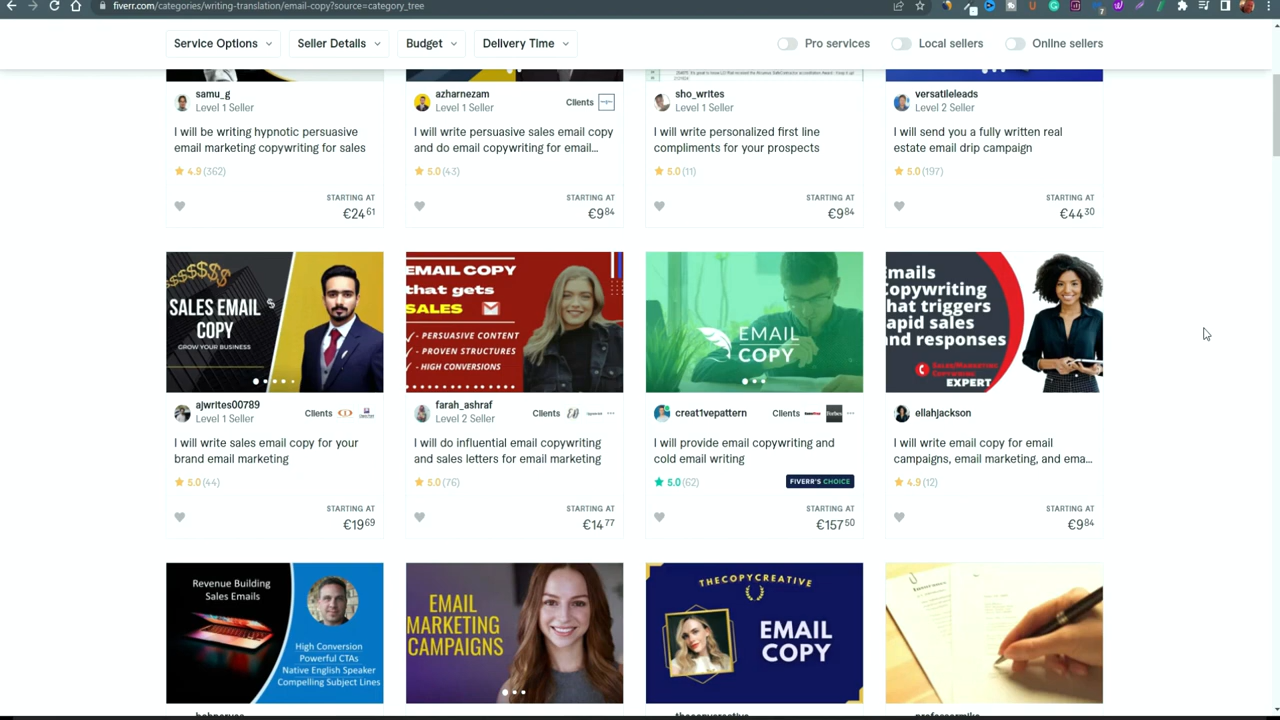 fiverr.com/categories/writing-translation/email-copy?source=category_tree
Service Options
Seller Details
Budget
Delivery Time
Pro services
Local sellers
Online sellers
samu_g
Level 1 Seller
I will be writing hypnotic persuasive
email marketing copywriting for sales
4.9 (362)
STARTING AT
€24 61
azharnezam
Level 1 Seller
Clients
I will write persuasive sales email copy
and do email copywriting for email...
5.0 (43)
STARTING AT
€9 84
sho_writes
Level 1 Seller
I will write personalized first line
compliments for your prospects
5.0 (11)
STARTING AT
€9 84
versatileleads
Level 2 Seller
I will send you a fully written real
estate email drip campaign
5.0 (197)
STARTING AT
€44 30
$$$$$$
SALES EMAIL $
COPY
GROW YOUR BUSINESS
ajwrites00789
Level 1 Seller
Clients
I will write sales email copy for your
brand email marketing
5.0 (44)
STARTING AT
€19 69
EMAIL COPY
that gets
SALES
- PERSUASIVE CONTENT
- PROVEN STRUCTURES
- HIGH CONVERSIONS
farah_ashraf
Level 2 Seller
Clients
I will do influential email copywriting
and sales letters for email marketing
5.0 (76)
STARTING AT
€14 77
EMAIL
COPY
creat1vepattern
Clients
Forbes
I will provide email copywriting and
cold email writing
5.0 (62)
FIVERR'S CHOICE
STARTING AT
€157 50
mails
Copywriting
hat triggers
apid sales
nd responses
SALES/MARKETING
COPYWRITING
EXPERT
ellahjackson
I will write email copy for email
campaigns, email marketing, and ema...
4.9 (12)
STARTING AT
€9 84
Revenue Building
Sales Emails
High Conversion
Powerful CTAs
Native English Speaker
Compelling Subject Lines
EMAIL
MARKETING
CAMPAIGNS
THECOPYCREATIVE
EMAIL
COPY